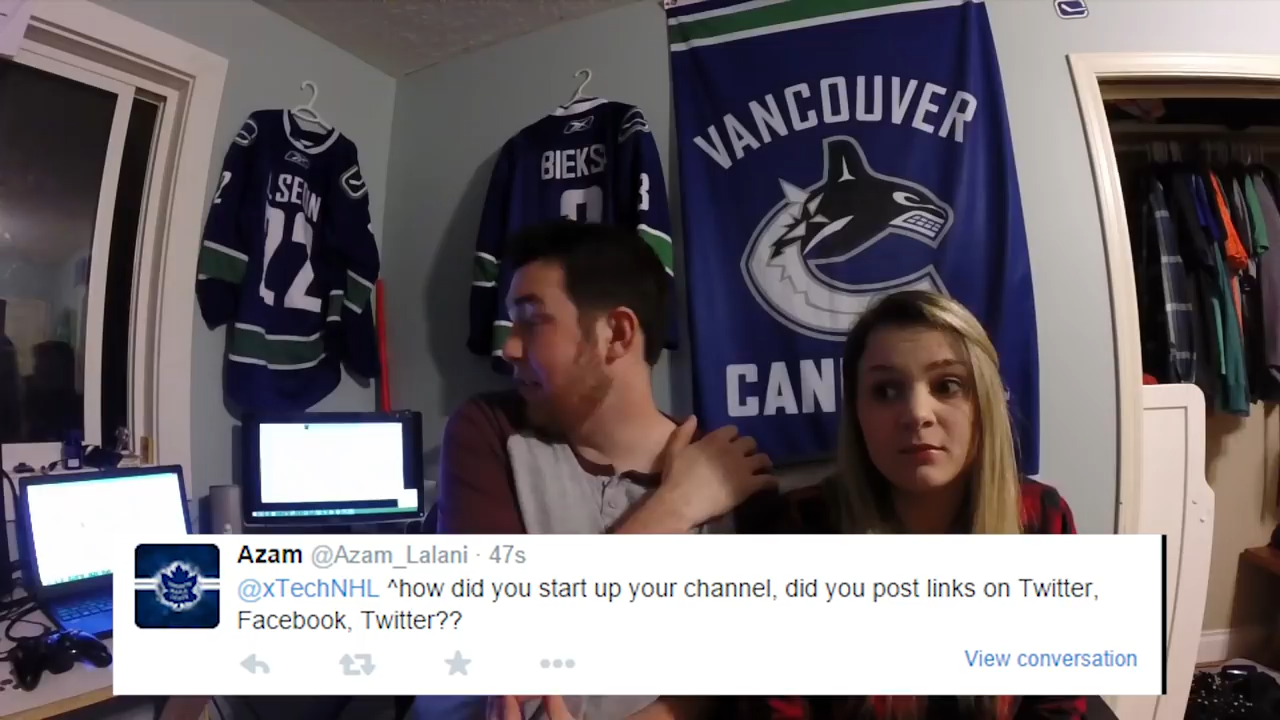 VANCOUVER
BIEKS
22
3
CAN
Azam @Azam_Lalani · 47s
@xTechNHL ^how did you start up your channel, did you post links on Twitter,
Facebook, Twitter??
View conversation